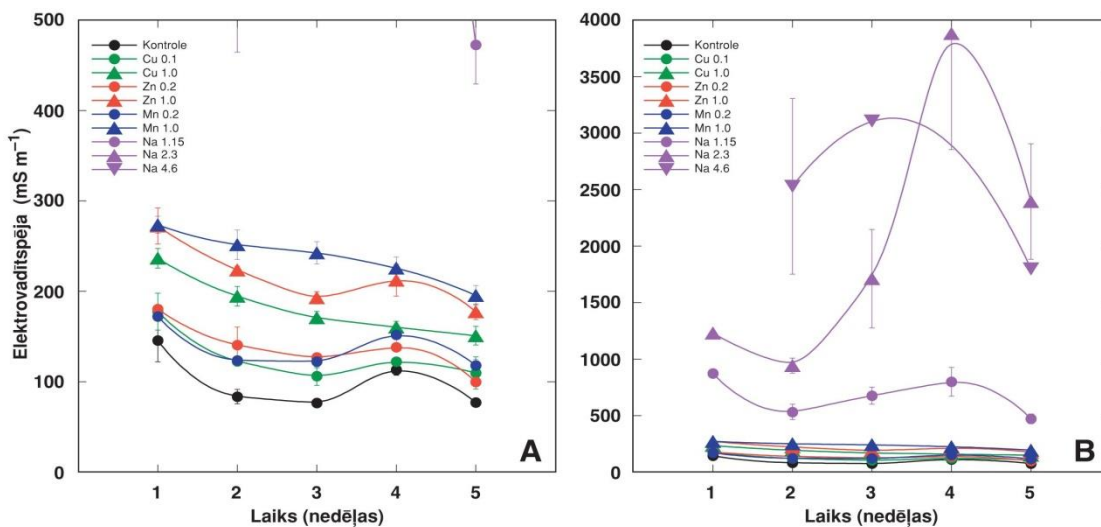 Elektrovadītspēja (mS m⁻¹)
500
400
300
200
100
0
Kontrole
Cu 0.1
Cu 1.0
Zn 0.2
Zn 1.0
Mn 0.2
Mn 1.0
Na 1.15
Na 2.3
Na 4.6
A
1 2 3 4 5
Laiks (nedēļas)
4000
3500
3000
2500
2000
1500
1000
500
0
Kontrole
Cu 0.1
Cu 1.0
Zn 0.2
Zn 1.0
Mn 0.2
Mn 1.0
Na 1.15
Na 2.3
Na 4.6
B
1 2 3 4 5
Laiks (nedēļas)